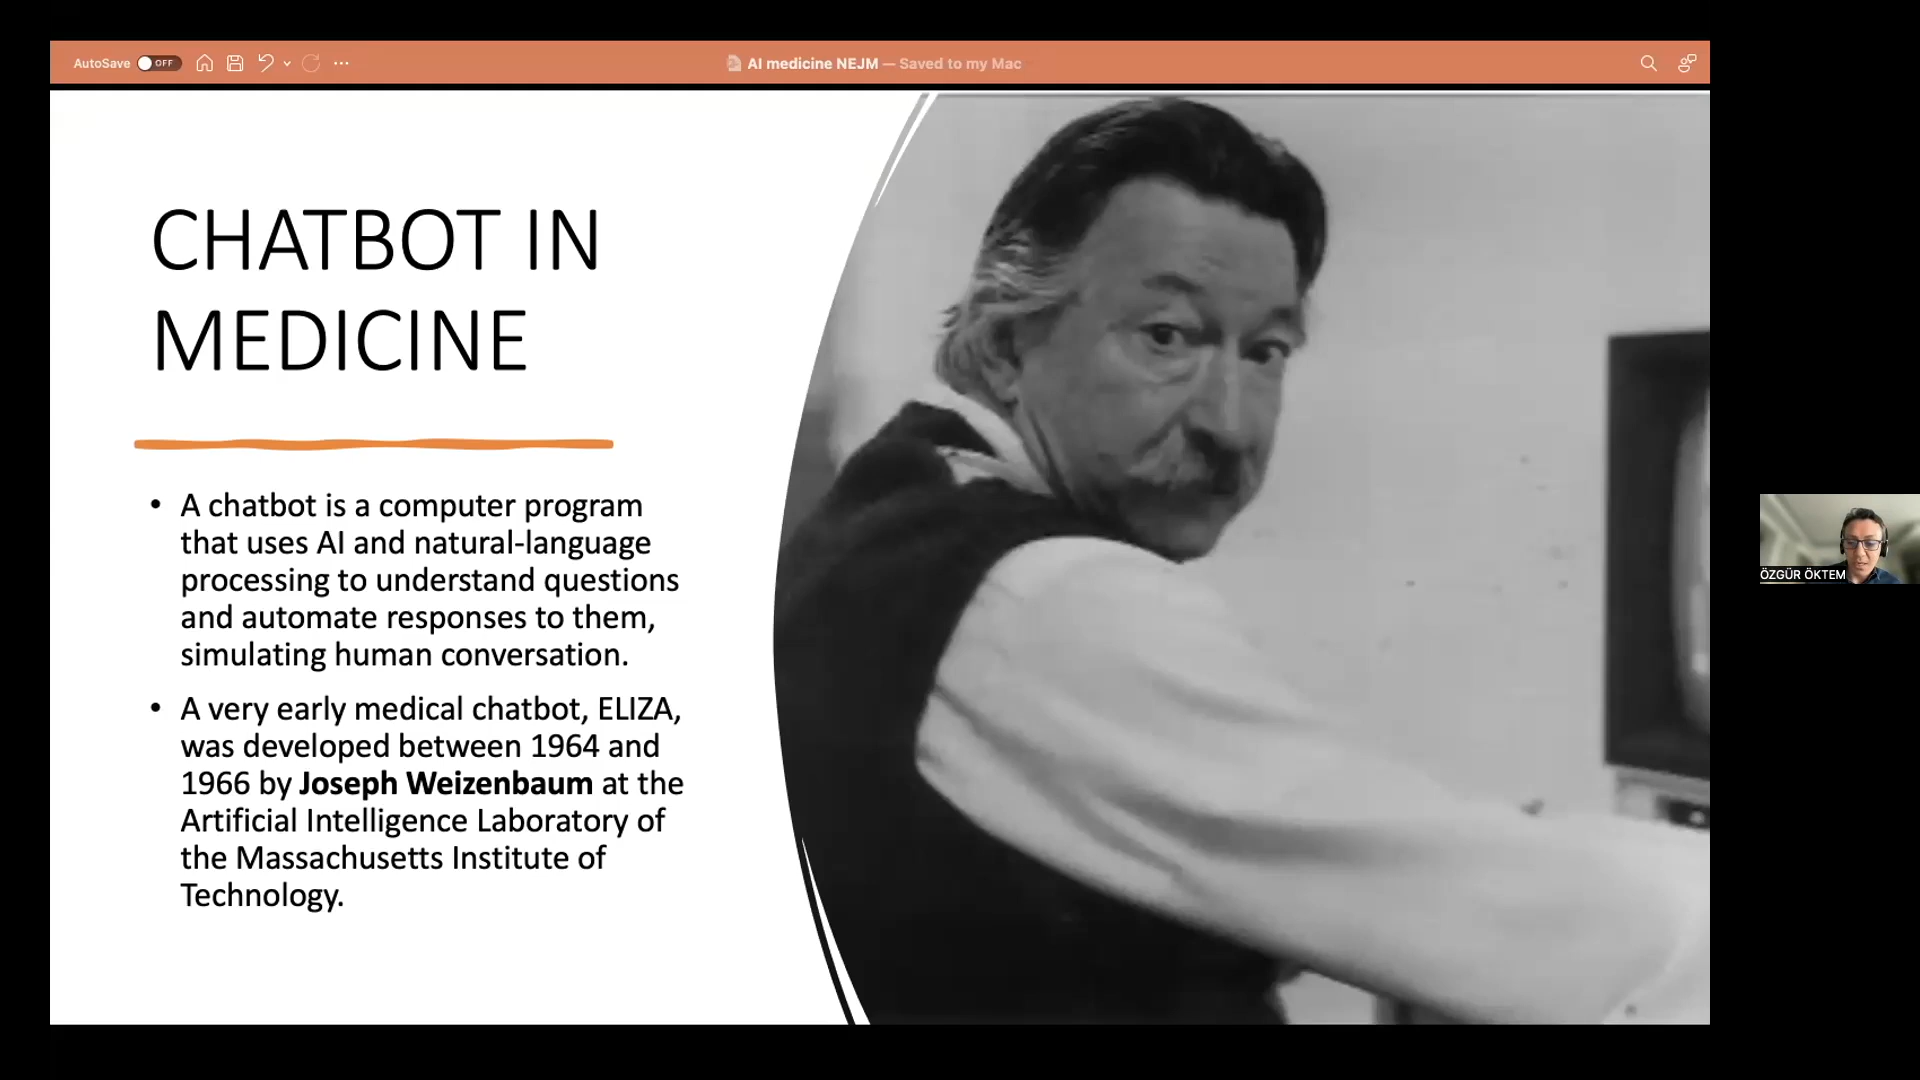 AutoSave OFF
AI medicine NEJM — Saved to my Mac
CHATBOT IN
MEDICINE
• A chatbot is a computer program
that uses AI and natural-language
processing to understand questions
and automate responses to them,
simulating human conversation.
• A very early medical chatbot, ELIZA,
was developed between 1964 and
1966 by Joseph Weizenbaum at the
Artificial Intelligence Laboratory of
the Massachusetts Institute of
Technology.
ÖZGÜR ÖKTEM